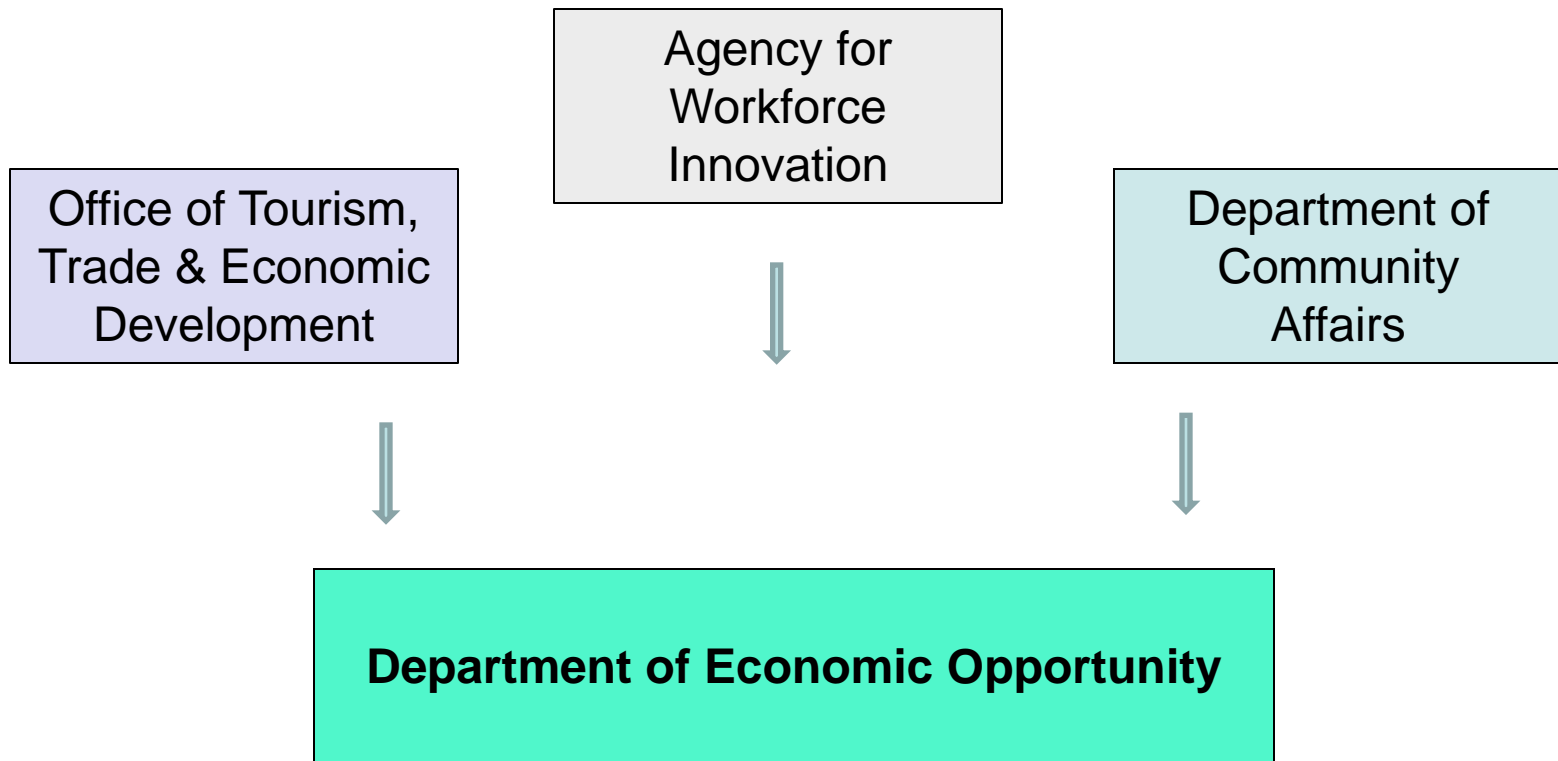 Agency for
Workforce
Innovation
Office of Tourism,
Trade & Economic
Development
Department of
Community
Affairs
Department of Economic Opportunity